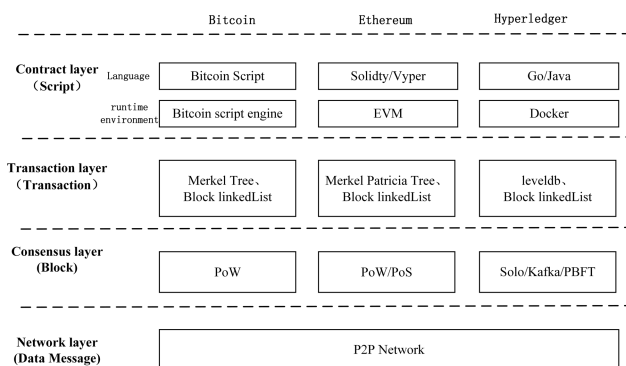 Bitcoin Ethereum Hyperledger
Contract layer
（Script）
Language Bitcoin Script Solidty/Vyper Go/Java
runtime
environment Bitcoin script engine EVM Docker
Transaction layer
（Transaction）
Merkel Tree、 Merkel Patricia Tree、 leveldb、
Block linkedList Block linkedList Block linkedList
Consensus layer
(Block)
PoW PoW/PoS Solo/Kafka/PBFT
Network layer
(Data Message)
P2P Network